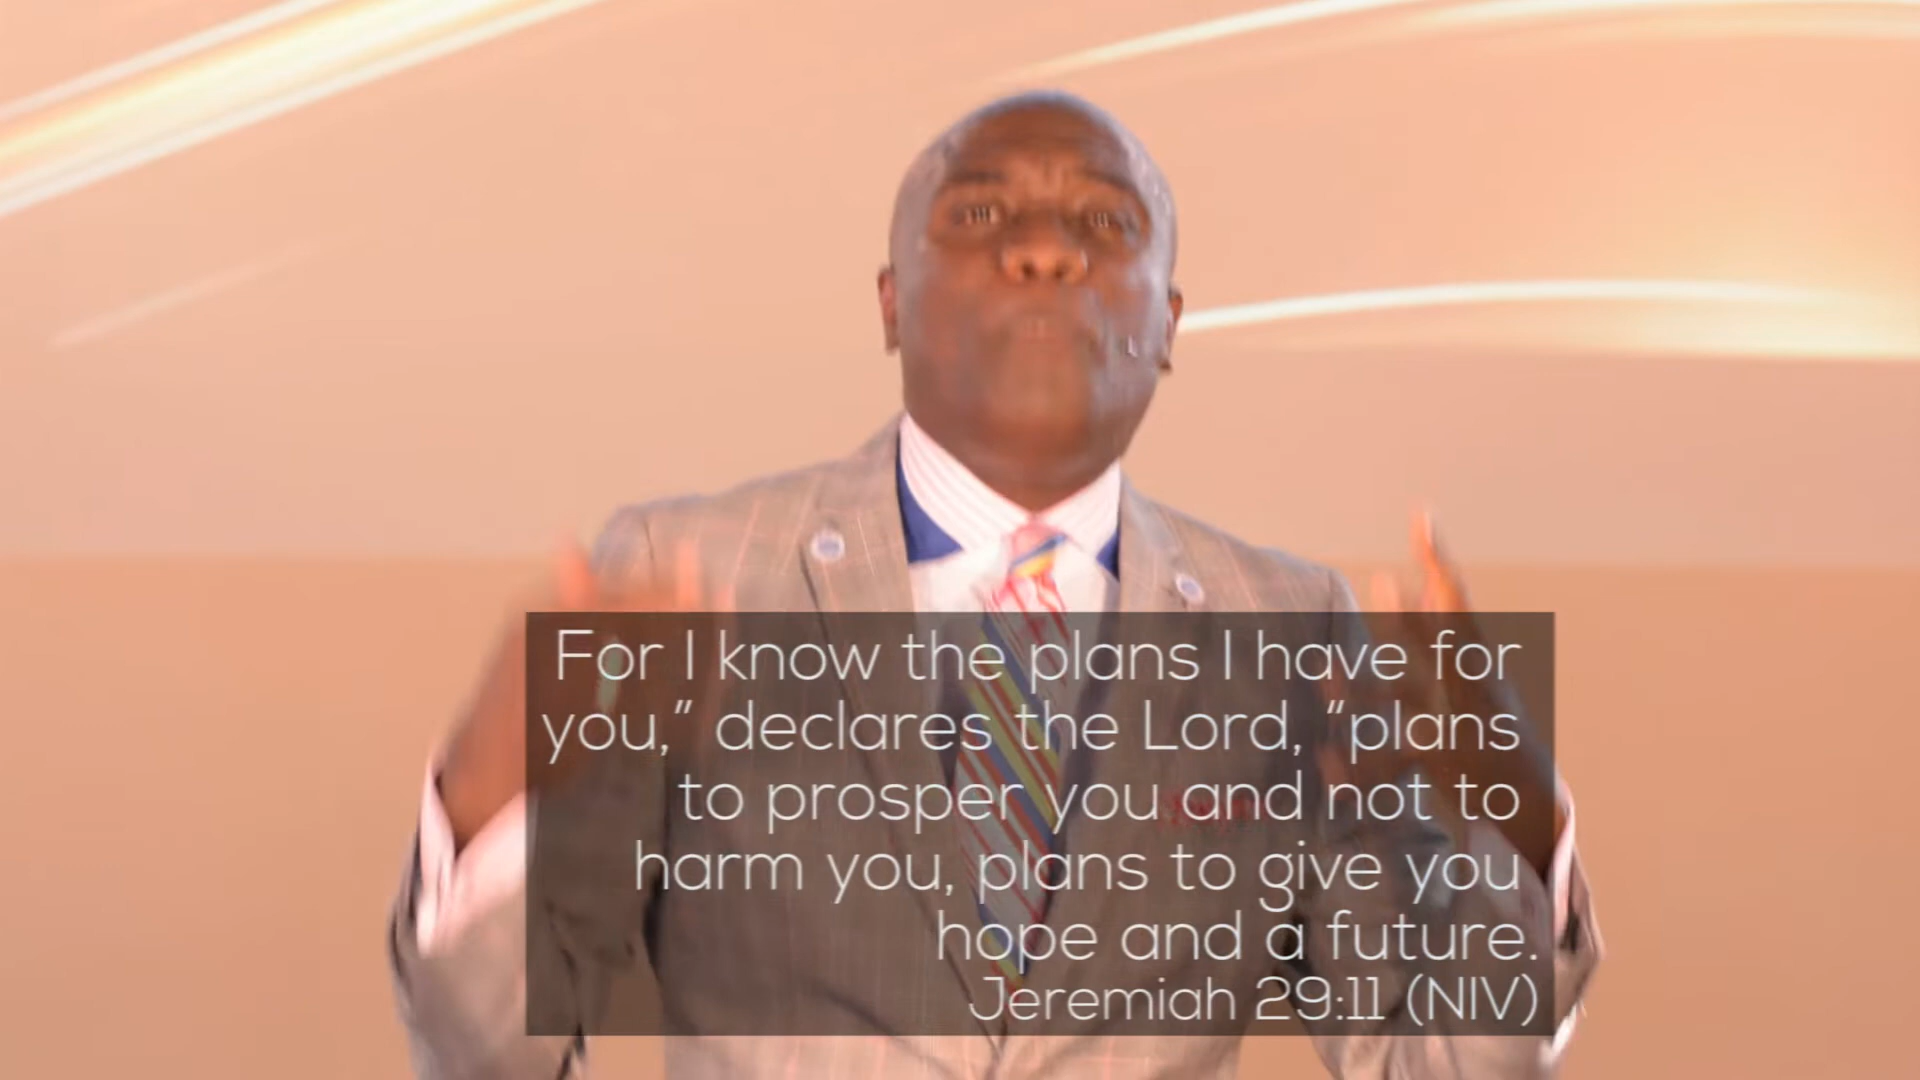 For I know the plans I have for
you,” declares the Lord, “plans
to prosper you and not to
harm you, plans to give you
hope and a future.
Jeremiah 29:11 (NIV)